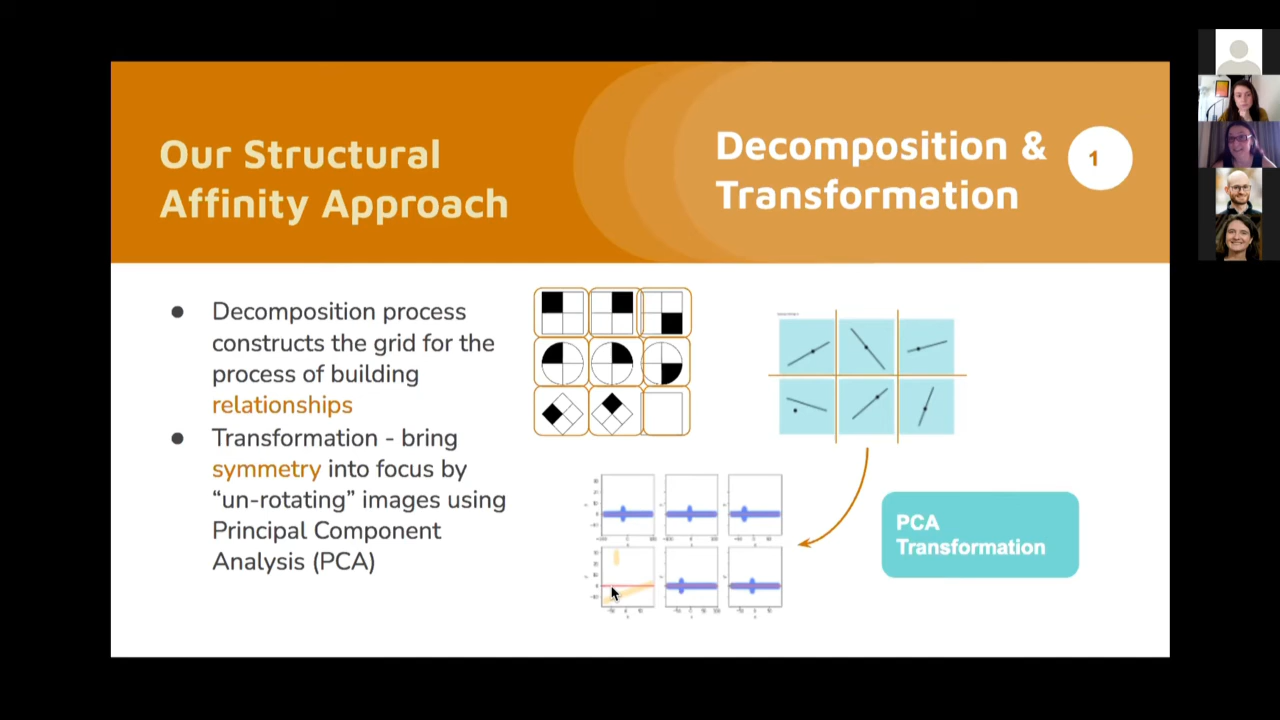 Our Structural
Affinity Approach
Decomposition &
Transformation
1
● Decomposition process
constructs the grid for the
process of building
relationships
● Transformation - bring
symmetry into focus by
“un-rotating” images using
Principal Component
Analysis (PCA)
PCA
Transformation